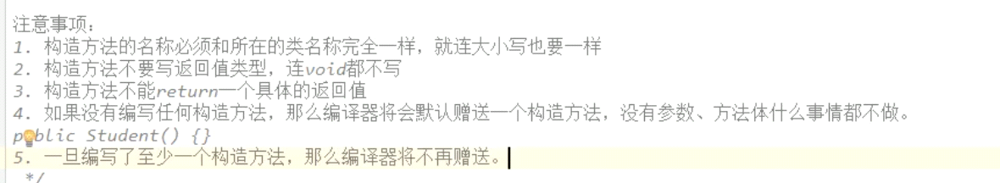 注意事项：
1. 构造方法的名称必须和所在的类名称完全一样，就连大小写也要一样
2. 构造方法不要写返回值类型，连void都不写
3. 构造方法不能return一个具体的返回值
4. 如果没有编写任何构造方法，那么编译器将会默认赠送一个构造方法，没有参数、方法体什么事情都不做。
public Student() {}
5. 一旦编写了至少一个构造方法，那么编译器将不再赠送。
*/